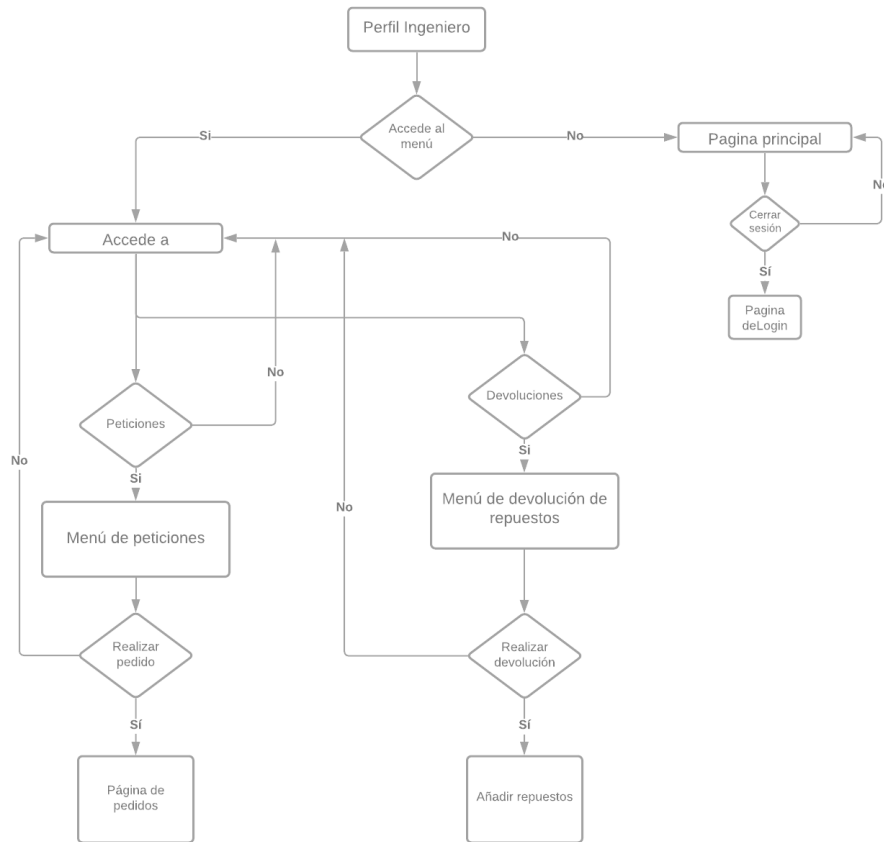 Perfil Ingeniero
Accede al
menú
Si
No
Pagina principal
No
Cerrar
sesión
Sí
Pagina
deLogin
Accede a
No
No
Peticiones
Devoluciones
No
Si
Si
Menú de peticiones
Menú de devolución de
repuestos
No
Realizar
pedido
Realizar
devolución
Sí
Sí
Página de
pedidos
Añadir repuestos